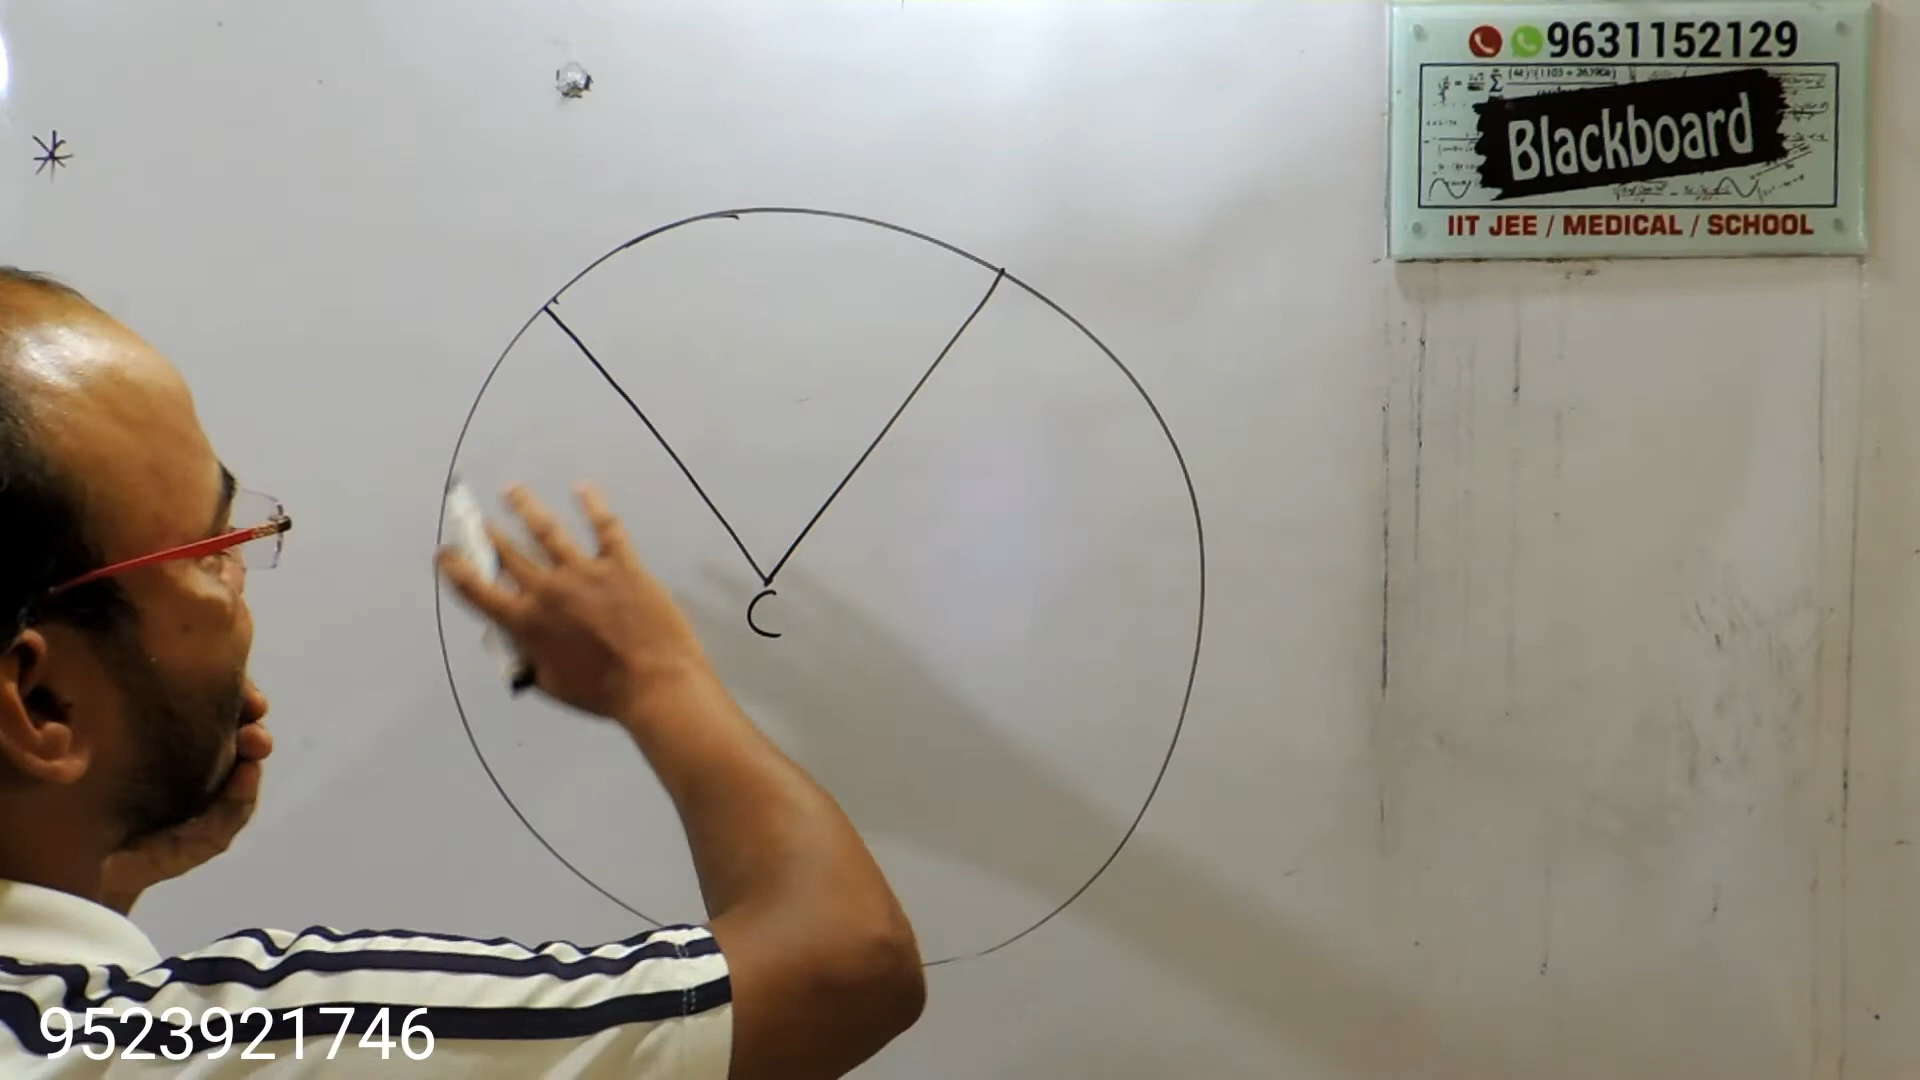 9631152129
Blackboard
IIT JEE / MEDICAL / SCHOOL
*
C
9523921746